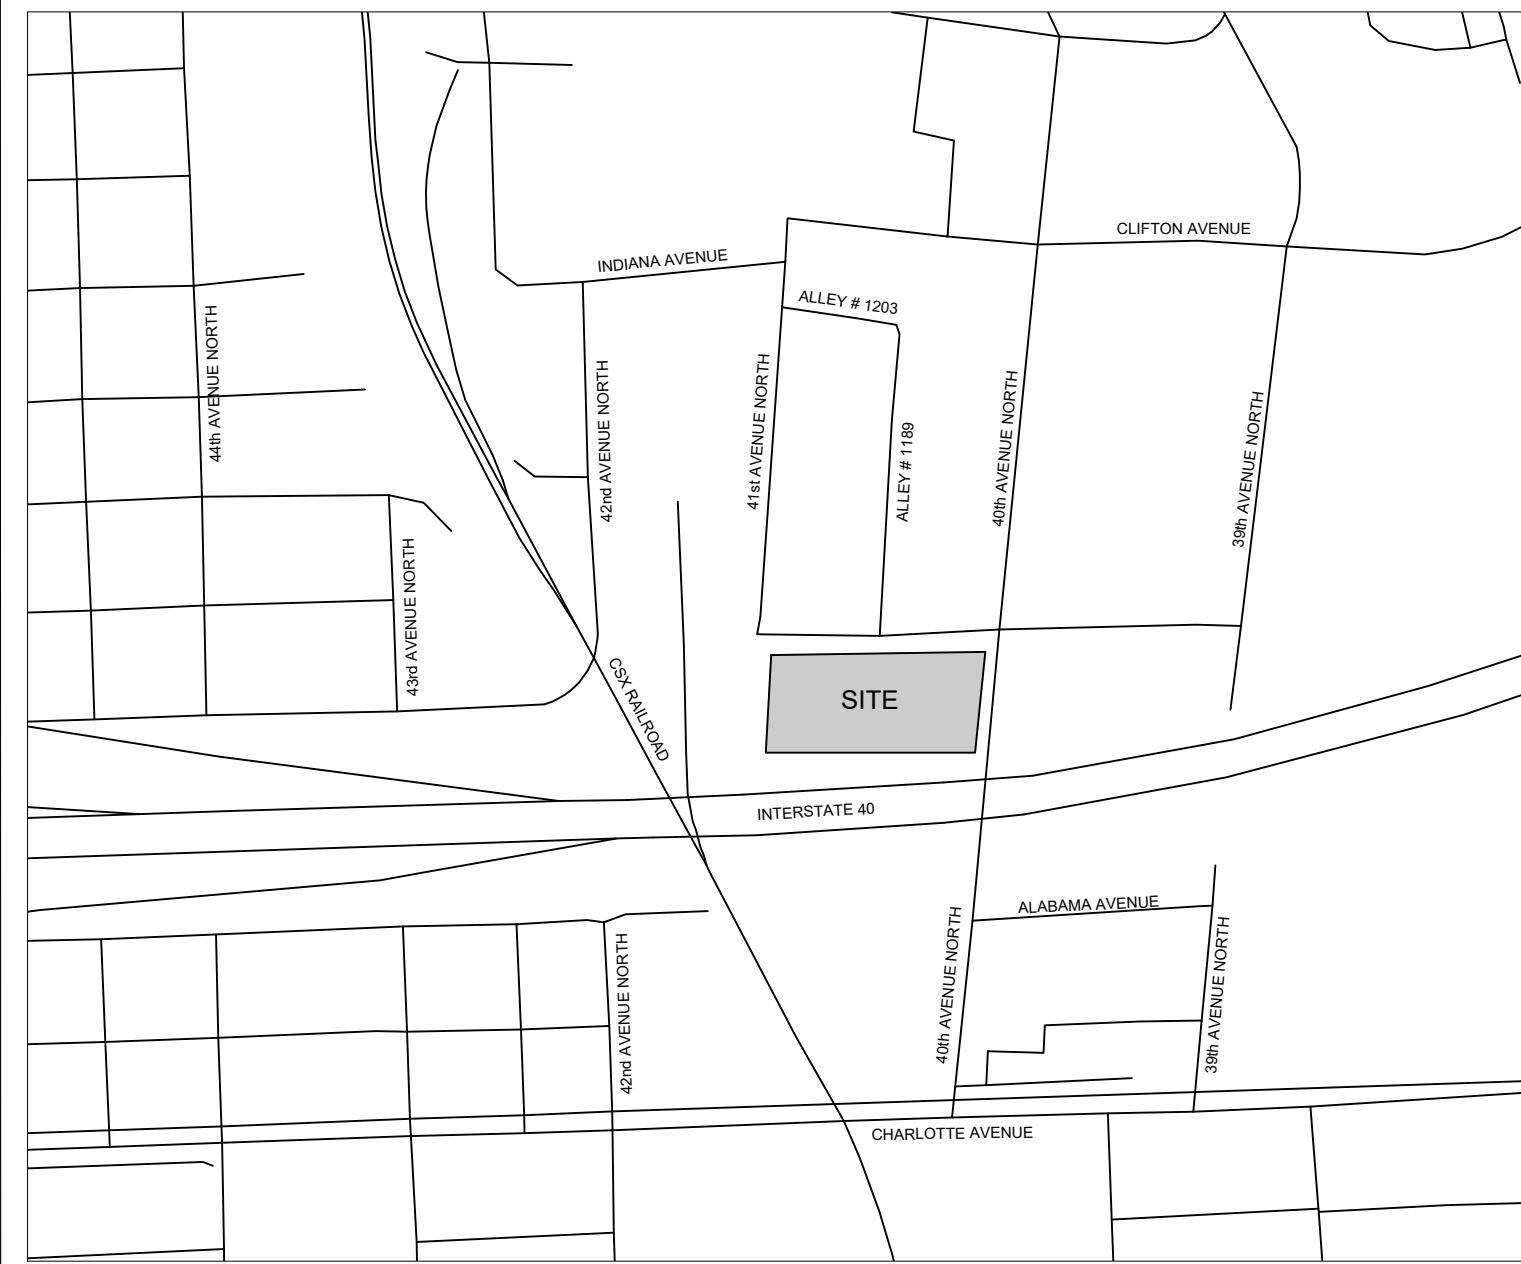 CLIFTON AVENUE
INDIANA AVENUE
ALLEY # 1203
44th AVENUE NORTH
42nd AVENUE NORTH
41st AVENUE NORTH
ALLEY # 1189
40th AVENUE NORTH
39th AVENUE NORTH
43rd AVENUE NORTH
CSX RAILROAD
SITE
INTERSTATE 40
ALABAMA AVENUE
42nd AVENUE NORTH
40th AVENUE NORTH
39th AVENUE NORTH
CHARLOTTE AVENUE